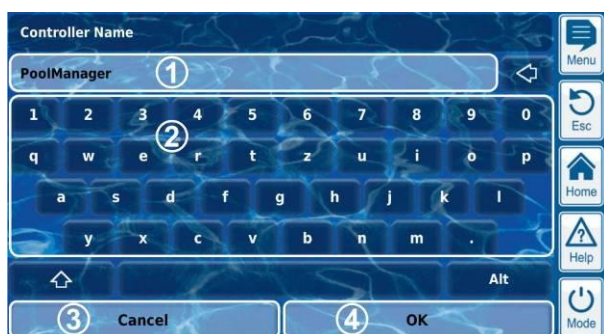 Controller Name
Menu
PoolManager 1
1 2 3 4 5 6 7 8 9 0
2
Esc
q w e r t z u i o p
a s d f g h j k l
Home
y x c v b n m .
Help
Alt
3 Cancel 4 OK
Mode